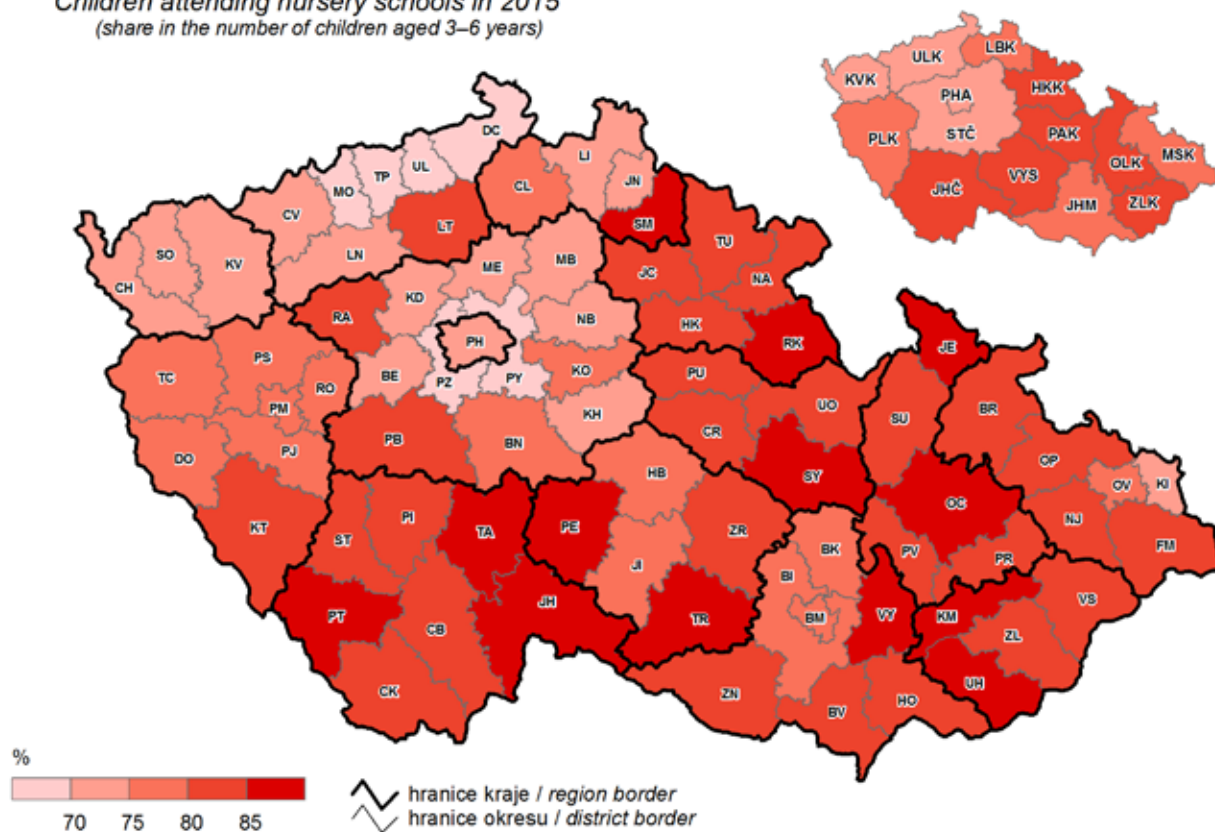 Children attending nursery schools in 2015
(share in the number of children aged 3–6 years)
ULK LBK
KVK HKK
PHA
STČ PAK
PLK MSK
OLK
VYS
JHČ ZLK
JHM
DC
TP UL LI
MO CL JN
CV LT SM
SO LN TU
KV ME MB JC
CH KD NA
RA NB HK
PH RK JE
TC PS BE KO PU
RO PZ PY UO BR
PM KH SU
PB CR
DO PJ BN OP
HB SY OV KI
OC
KT PI TA PE NJ
ST ZR BK PV PR FM
JI BI
JH VS
PT TR BM VY KM
CB ZL
CK UH
ZN HO
BV
%
70 75 80 85
hranice kraje / region border
hranice okresu / district border